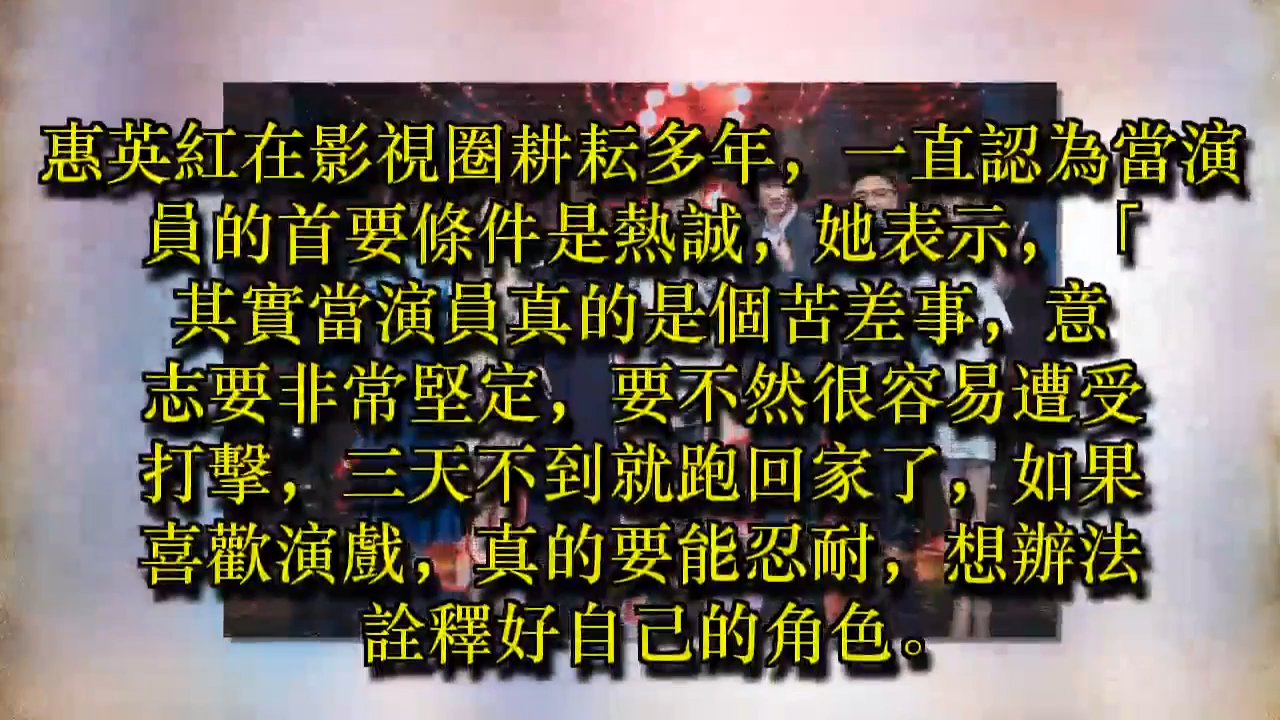 惠英紅在影視圈耕耘多年，一直認為當演
員的首要條件是熱誠，她表示，「
其實當演員真的是個苦差事，意
志要非常堅定，要不然很容易遭受
打擊，三天不到就跑回家了，如果
喜歡演戲，真的要能忍耐，想辦法
詮釋好自己的角色。